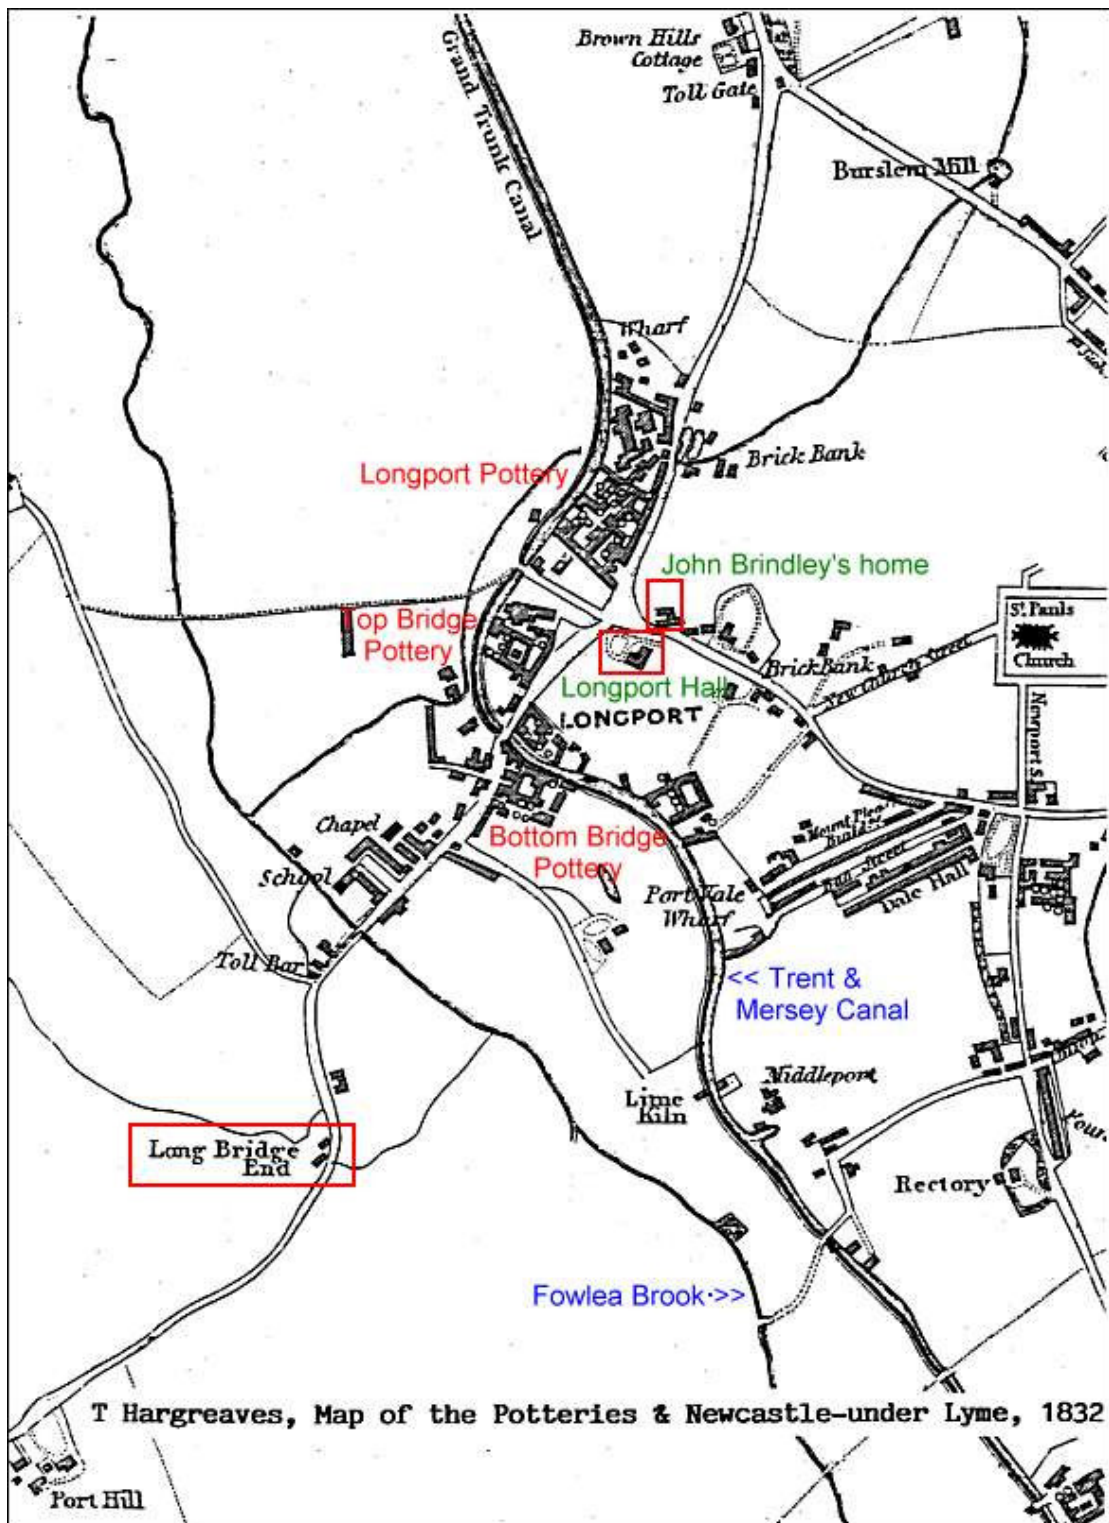 Brown Hills
Cottage
Toll Gate
Grand Trunk Canal
Burslem Mill
Wharf
Longport Pottery
Brick Bank
John Brindley's home
St. Pauls
Church
Top Bridge
Pottery
Brick Bank
New Church Street
Longport Hall
LONGPORT
Newport S.
Chapel
Bottom Bridge
Pottery
Mount Pleasant
School
Port Vale
Wharf
Dale Hall
Toll Bar
<< Trent &
Mersey Canal
Lime
Kiln
Middleport
Long Bridge
End
Rectory
Fowlea Brook >>
T Hargreaves, Map of the Potteries & Newcastle-under Lyme, 1832
Port Hill